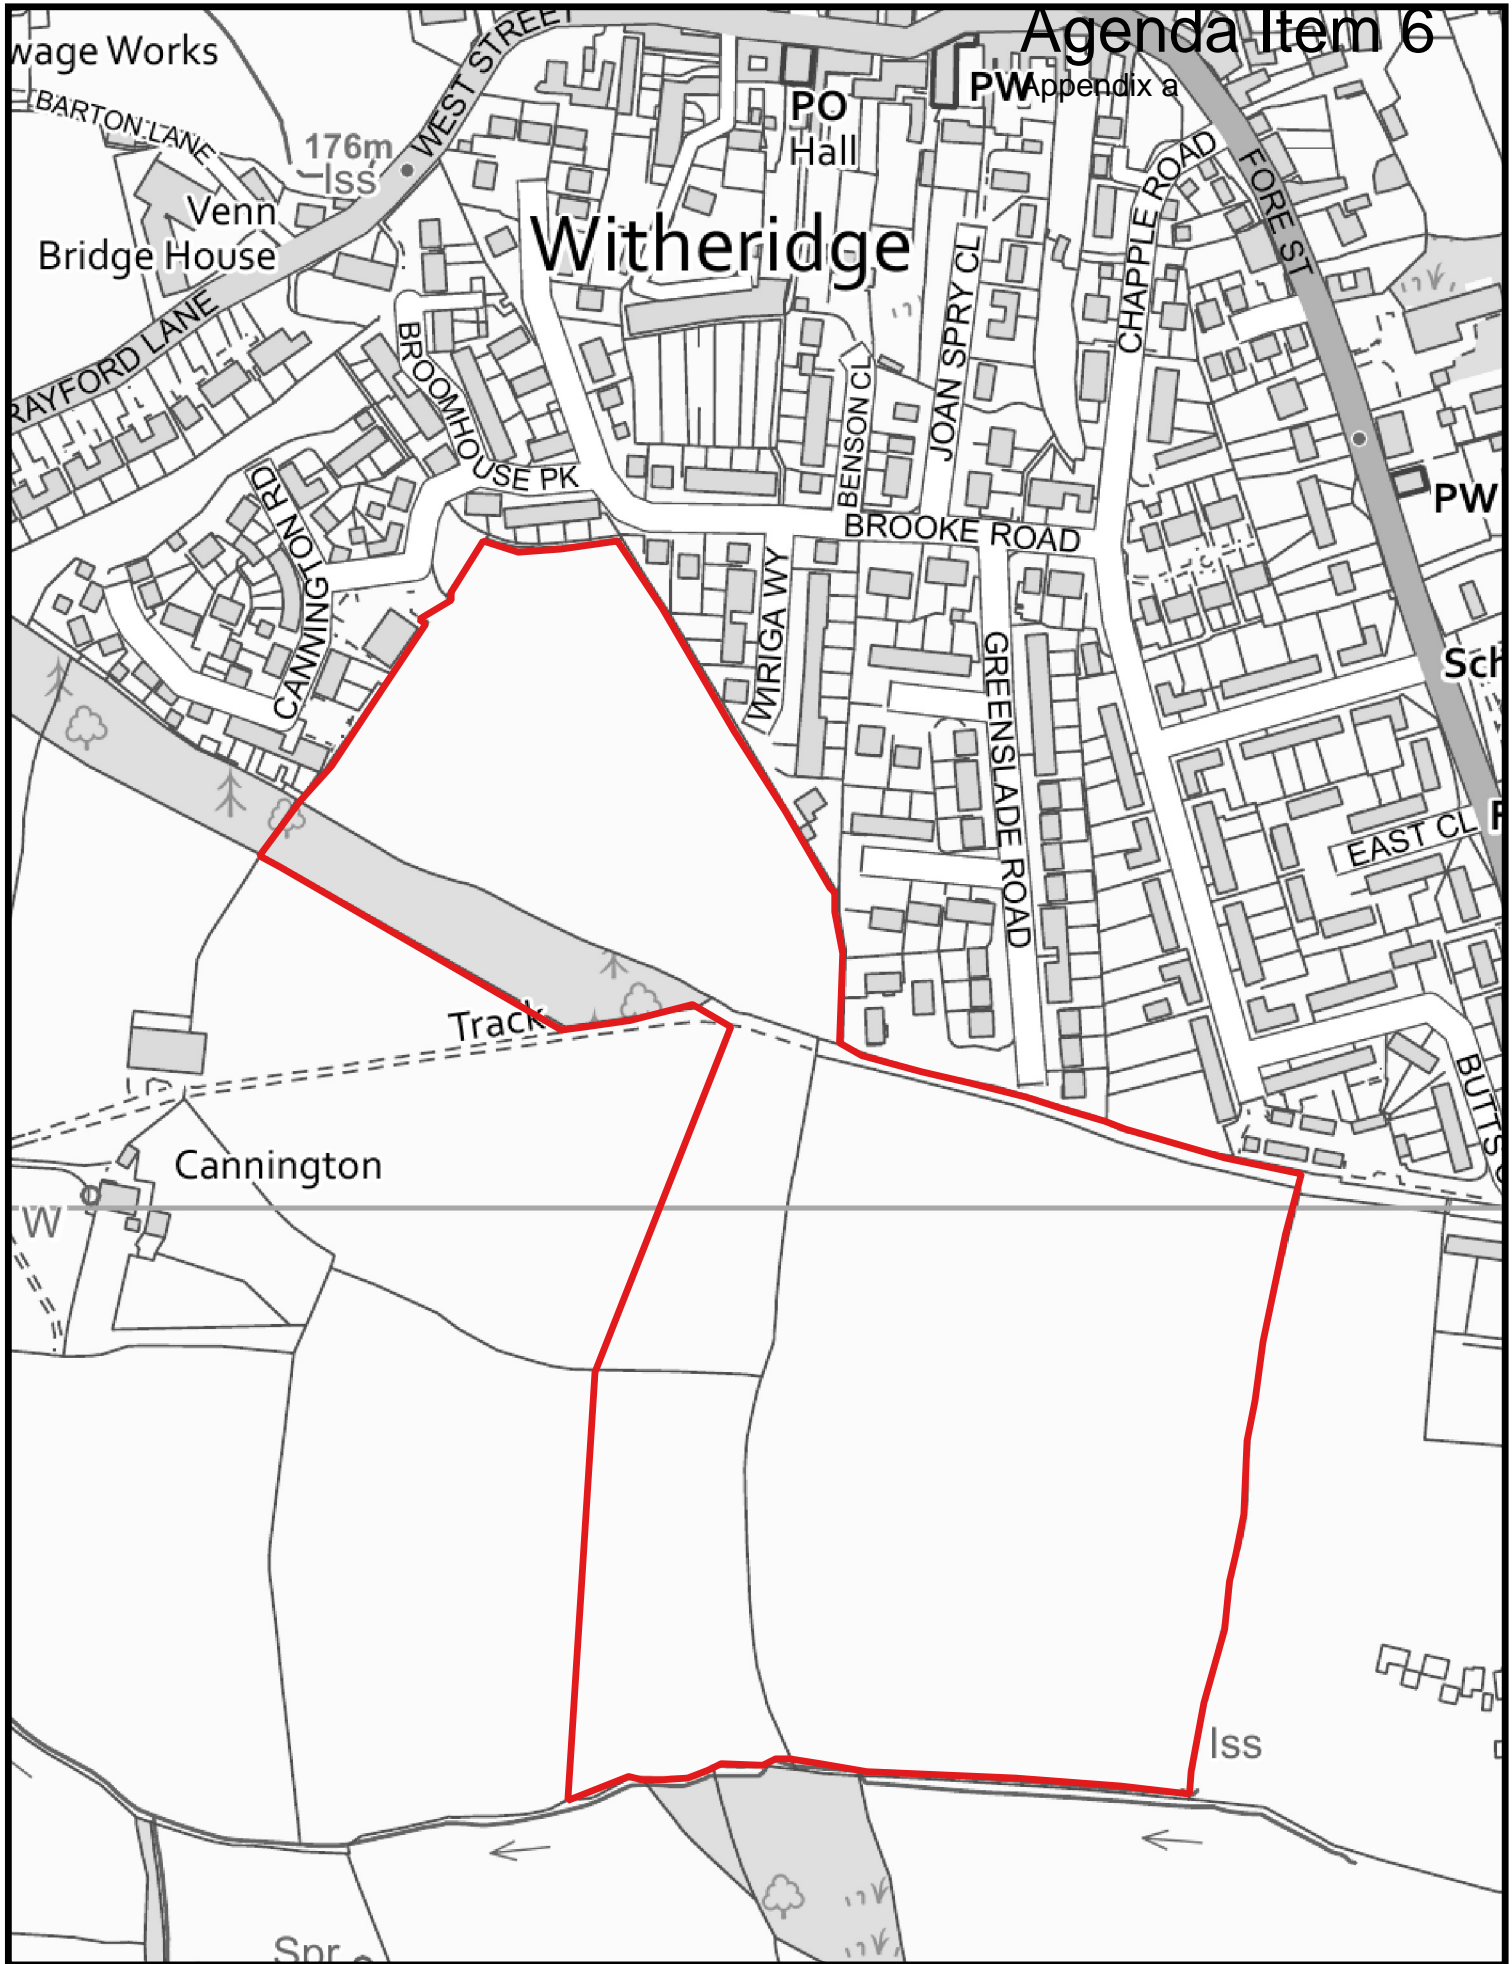 Agenda Item 6
Appendix a
wage Works
BARTON LANE
WEST STREET
176m
Iss
PO
Hall
PW
Venn
Bridge House
Witheridge
CHAPPLE ROAD
FORE ST
RAYFORD LANE
BROOMHOUSE PK
JOAN SPRY CL
BENSON CL
CANNINGTON RD
BROOKE ROAD
PW
WIRIGA WY
GREENSLADE ROAD
Sch
EAST CL
Track
BUTTS
Cannington
W
Iss
Spr